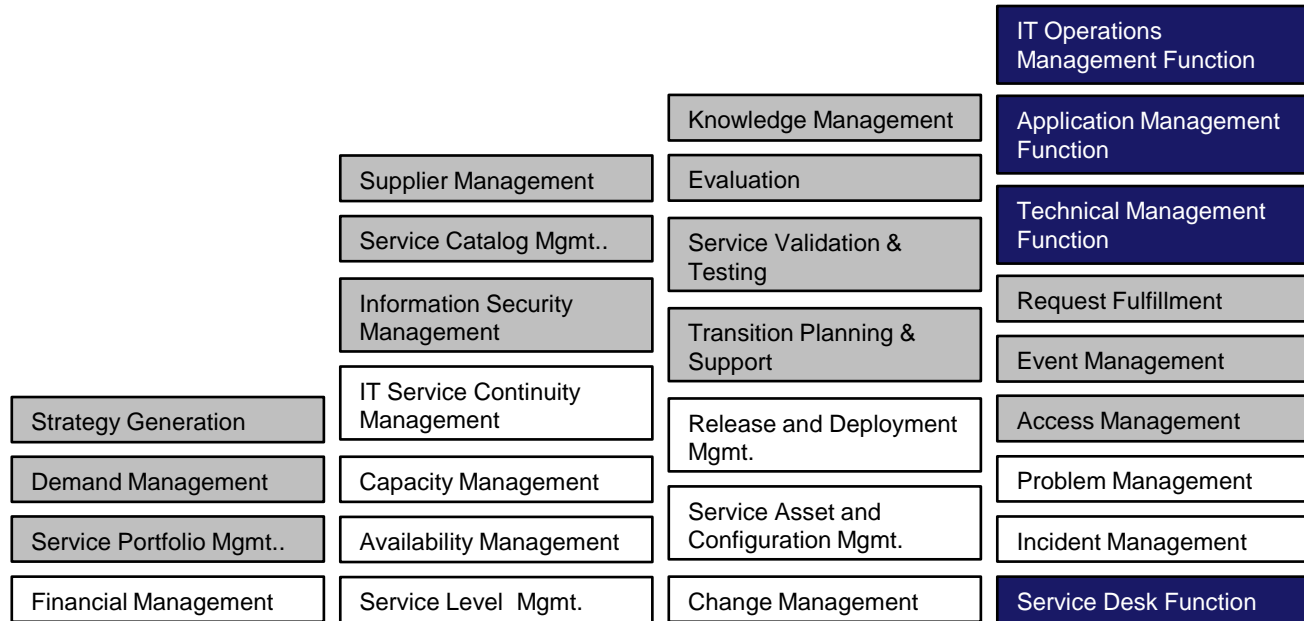 Strategy Generation
Demand Management
Service Portfolio Mgmt..
Financial Management
Supplier Management
Service Catalog Mgmt..
Information Security
Management
IT Service Continuity
Management
Capacity Management
Availability Management
Service Level  Mgmt.
Knowledge Management
Evaluation
Service Validation &
Testing
Transition Planning &
Support
Release and Deployment
Mgmt.
Service Asset and
Configuration Mgmt.
Change Management
IT Operations
Management Function
Application Management
Function
Technical Management
Function
Request Fulfillment
Event Management
Access Management
Problem Management
Incident Management
Service Desk Function